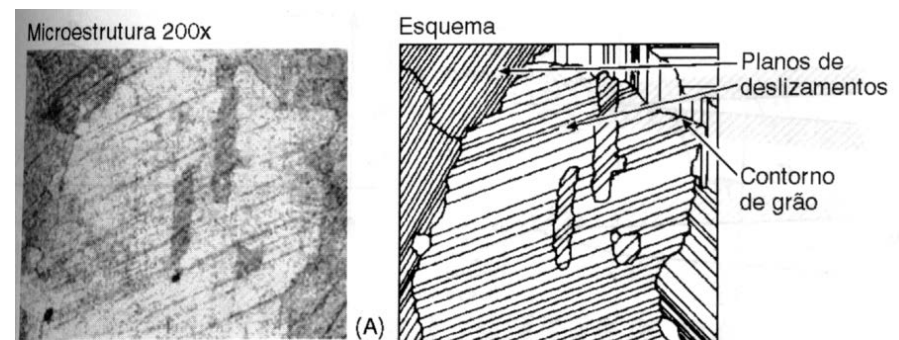 Microestrutura 200x
Esquema
Planos de
deslizamentos
Contorno
de grão
(A)